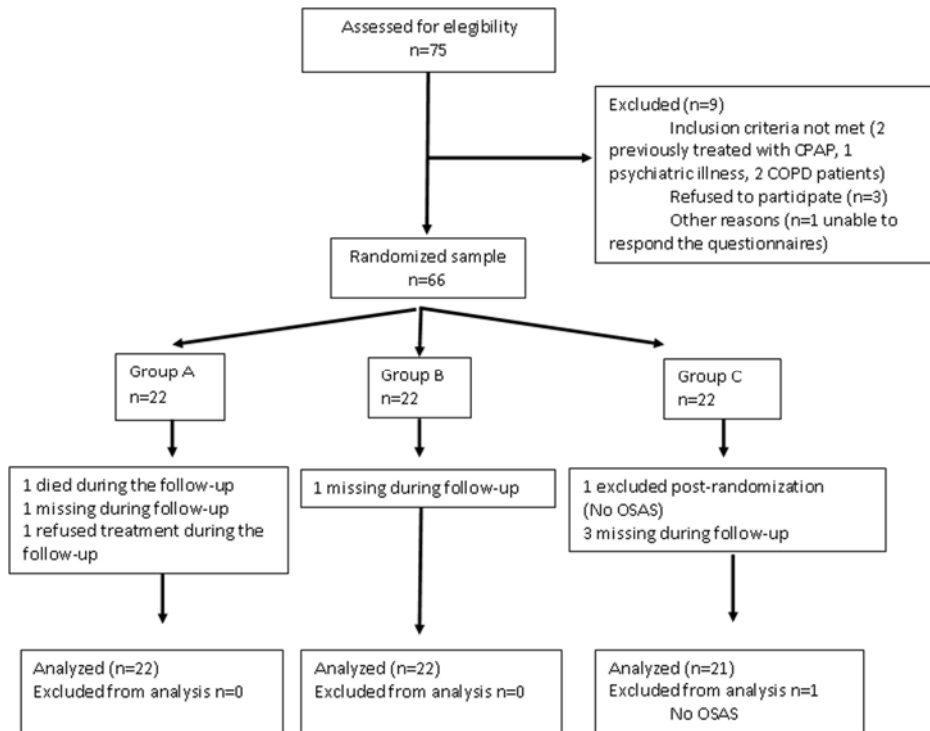 Assessed for elegibility
n=75
Excluded (n=9)
Inclusion criteria not met (2
previously treated with CPAP, 1
psychiatric illness, 2 COPD patients)
Refused to participate (n=3)
Other reasons (n=1 unable to
respond the questionnaires)
Randomized sample
n=66
Group A
n=22
Group B
n=22
Group C
n=22
1 died during the follow-up
1 missing during follow-up
1 refused treatment during the
follow-up
1 missing during follow-up
1 excluded post-randomization
(No OSAS)
3 missing during follow-up
Analyzed (n=22)
Excluded from analysis n=0
Analyzed (n=22)
Excluded from analysis n=0
Analyzed (n=21)
Excluded from analysis n=1
No OSAS